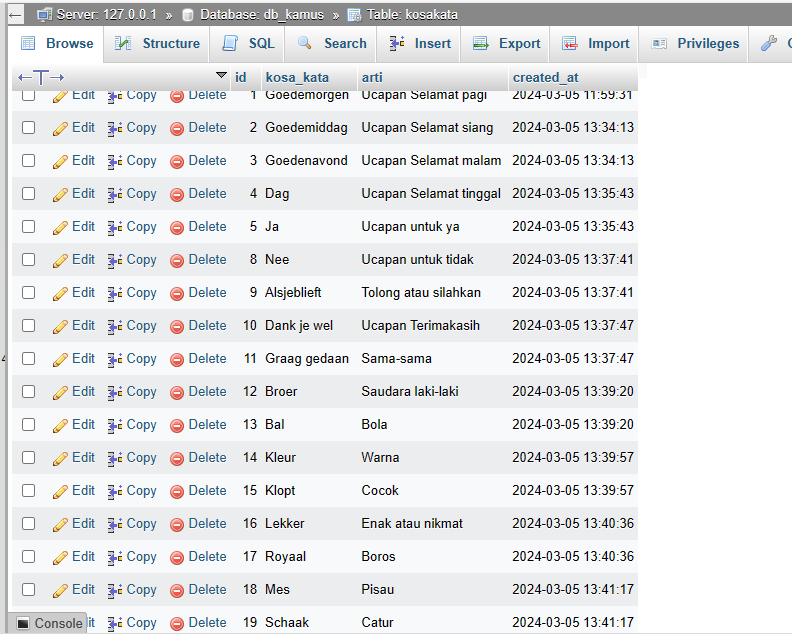 Server: 127.0.0.1 » Database: db_kamus » Table: kosakata
Browse Structure SQL Search Insert Export Import Privileges
id kosa_kata arti created_at
Edit Copy Delete 1 Goedemorgen Ucapan Selamat pagi 2024-03-05 11:59:31
Edit Copy Delete 2 Goedemiddag Ucapan Selamat siang 2024-03-05 13:34:13
Edit Copy Delete 3 Goedenavond Ucapan Selamat malam 2024-03-05 13:34:13
Edit Copy Delete 4 Dag Ucapan Selamat tinggal 2024-03-05 13:35:43
Edit Copy Delete 5 Ja Ucapan untuk ya 2024-03-05 13:35:43
Edit Copy Delete 8 Nee Ucapan untuk tidak 2024-03-05 13:37:41
Edit Copy Delete 9 Alsjeblieft Tolong atau silahkan 2024-03-05 13:37:41
Edit Copy Delete 10 Dank je wel Ucapan Terimakasih 2024-03-05 13:37:47
Edit Copy Delete 11 Graag gedaan Sama-sama 2024-03-05 13:37:47
Edit Copy Delete 12 Broer Saudara laki-laki 2024-03-05 13:39:20
Edit Copy Delete 13 Bal Bola 2024-03-05 13:39:20
Edit Copy Delete 14 Kleur Warna 2024-03-05 13:39:57
Edit Copy Delete 15 Klopt Cocok 2024-03-05 13:39:57
Edit Copy Delete 16 Lekker Enak atau nikmat 2024-03-05 13:40:36
Edit Copy Delete 17 Royaal Boros 2024-03-05 13:40:36
Edit Copy Delete 18 Mes Pisau 2024-03-05 13:41:17
Console Copy Delete 19 Schaak Catur 2024-03-05 13:41:17